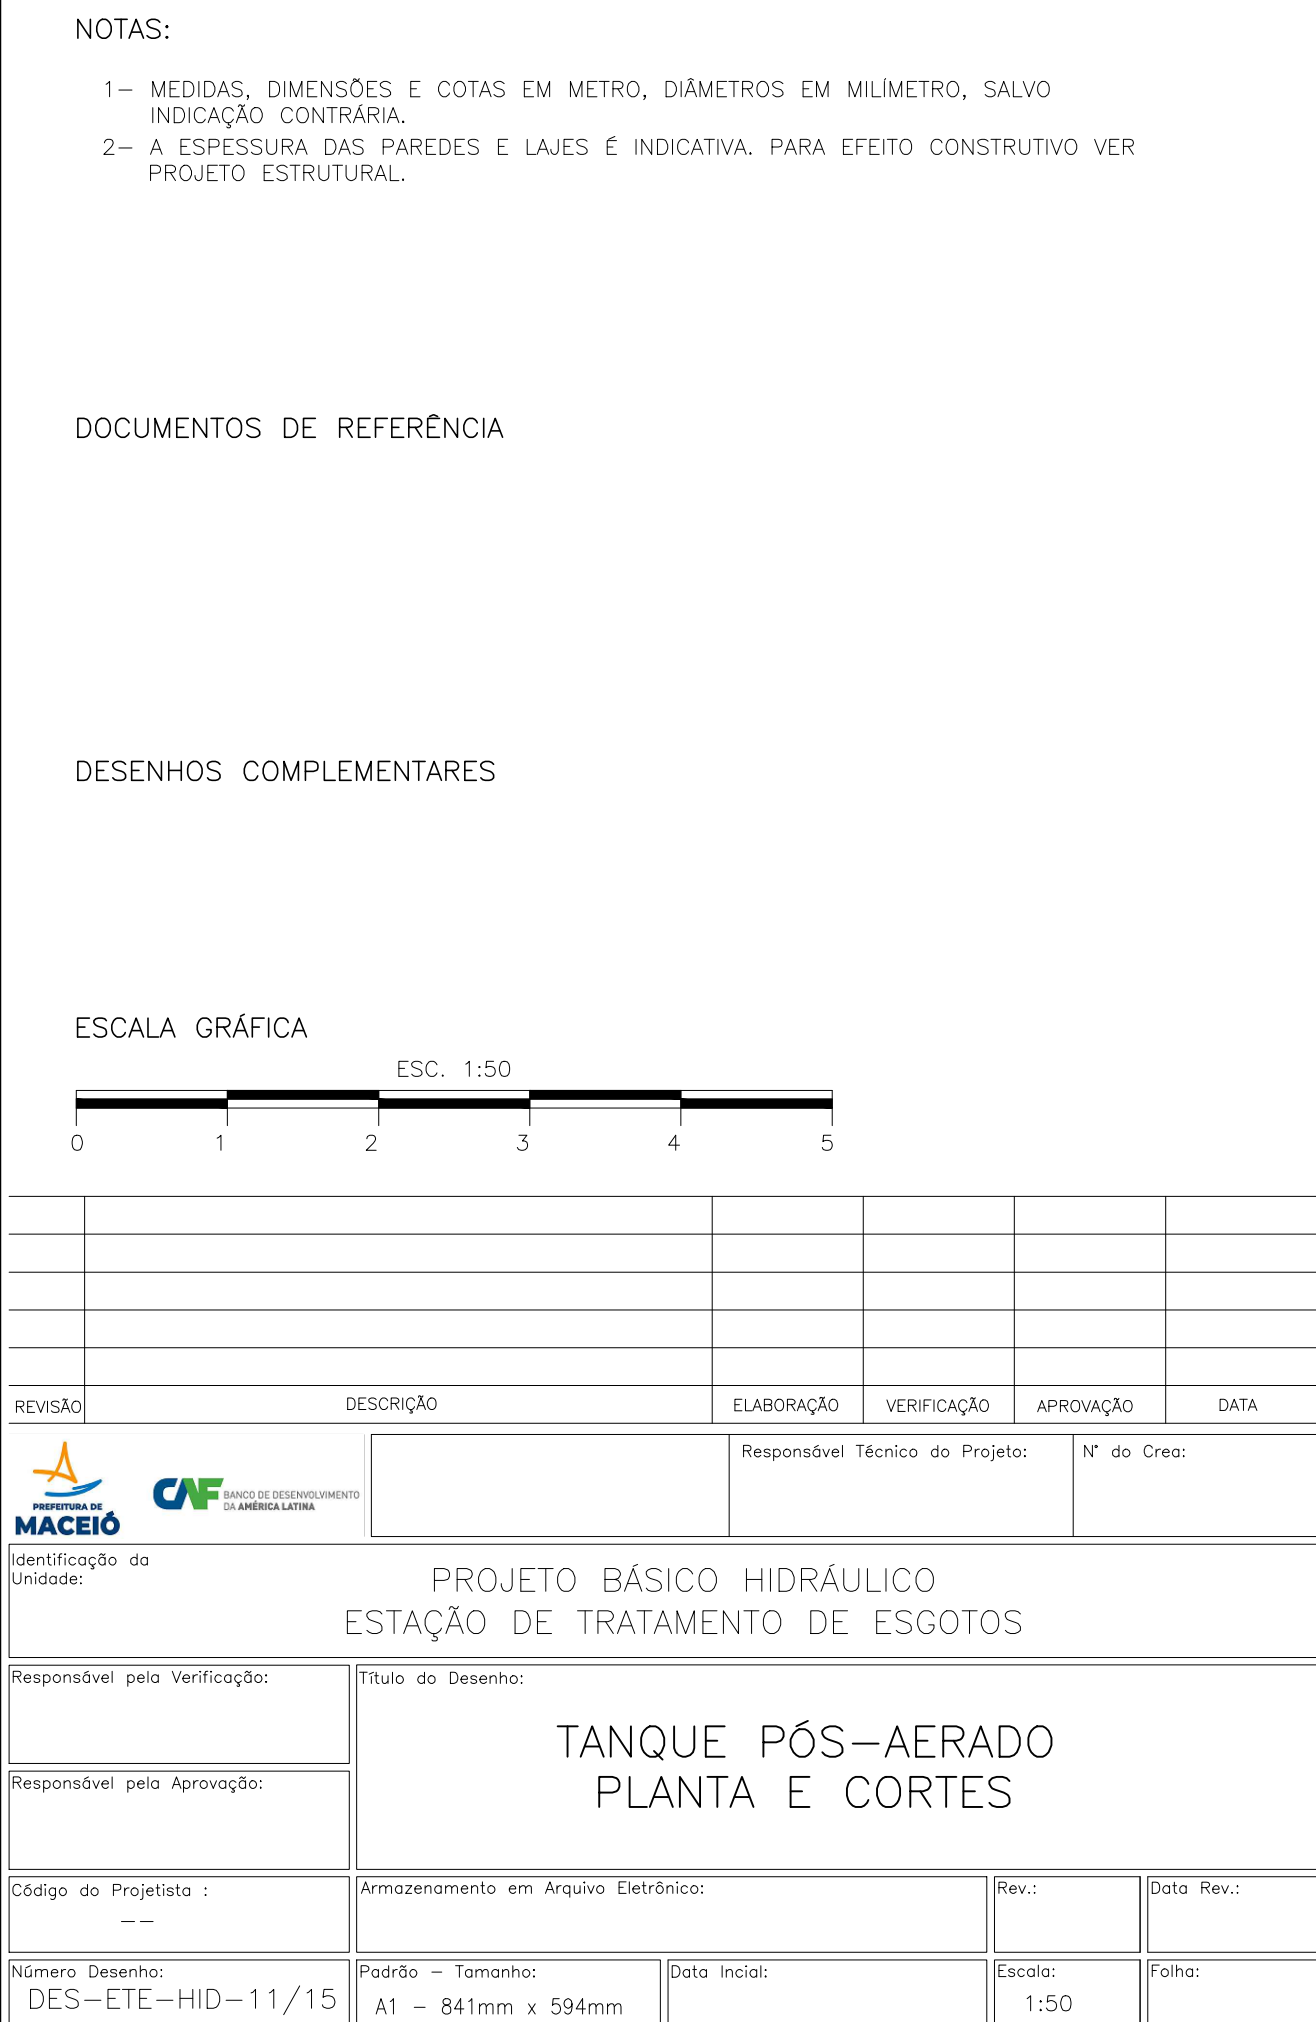 NOTAS:
1- MEDIDAS, DIMENSÕES E COTAS EM METRO, DIÂMETROS EM MILÍMETRO, SALVO
INDICAÇÃO CONTRÁRIA.
2- A ESPESSURA DAS PAREDES E LAJES É INDICATIVA. PARA EFEITO CONSTRUTIVO VER
PROJETO ESTRUTURAL.
DOCUMENTOS DE REFERÊNCIA
DESENHOS COMPLEMENTARES
ESCALA GRÁFICA
ESC. 1:50
0 1 2 3 4 5
REVISÃO DESCRIÇÃO ELABORAÇÃO VERIFICAÇÃO APROVAÇÃO DATA
PREFEITURA DE
MACEIÓ
CAF BANCO DE DESENVOLVIMENTO
DA AMÉRICA LATINA
Responsável Técnico do Projeto:
N° do Crea:
Identificação da
Unidade:
PROJETO BÁSICO HIDRÁULICO
ESTAÇÃO DE TRATAMENTO DE ESGOTOS
Responsável pela Verificação:
Título do Desenho:
TANQUE PÓS-AERADO
PLANTA E CORTES
Responsável pela Aprovação:
Código do Projetista :
--
Armazenamento em Arquivo Eletrônico:
Rev.:
Data Rev.:
Número Desenho:
DES-ETE-HID-11/15
Padrão - Tamanho:
A1 - 841mm x 594mm
Data Incial:
Escala:
1:50
Folha: